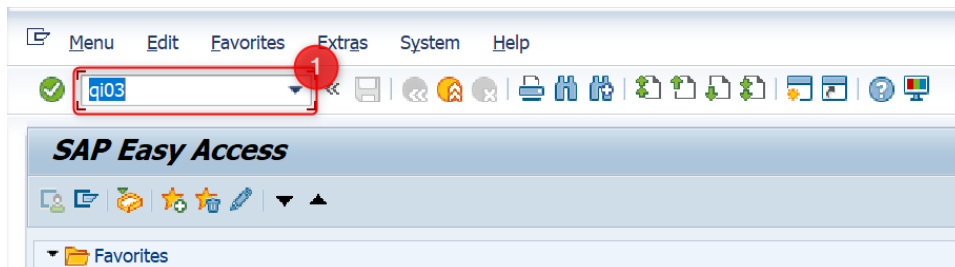 Menu Edit Favorites Extras System Help
1
qi03
SAP Easy Access
Favorites